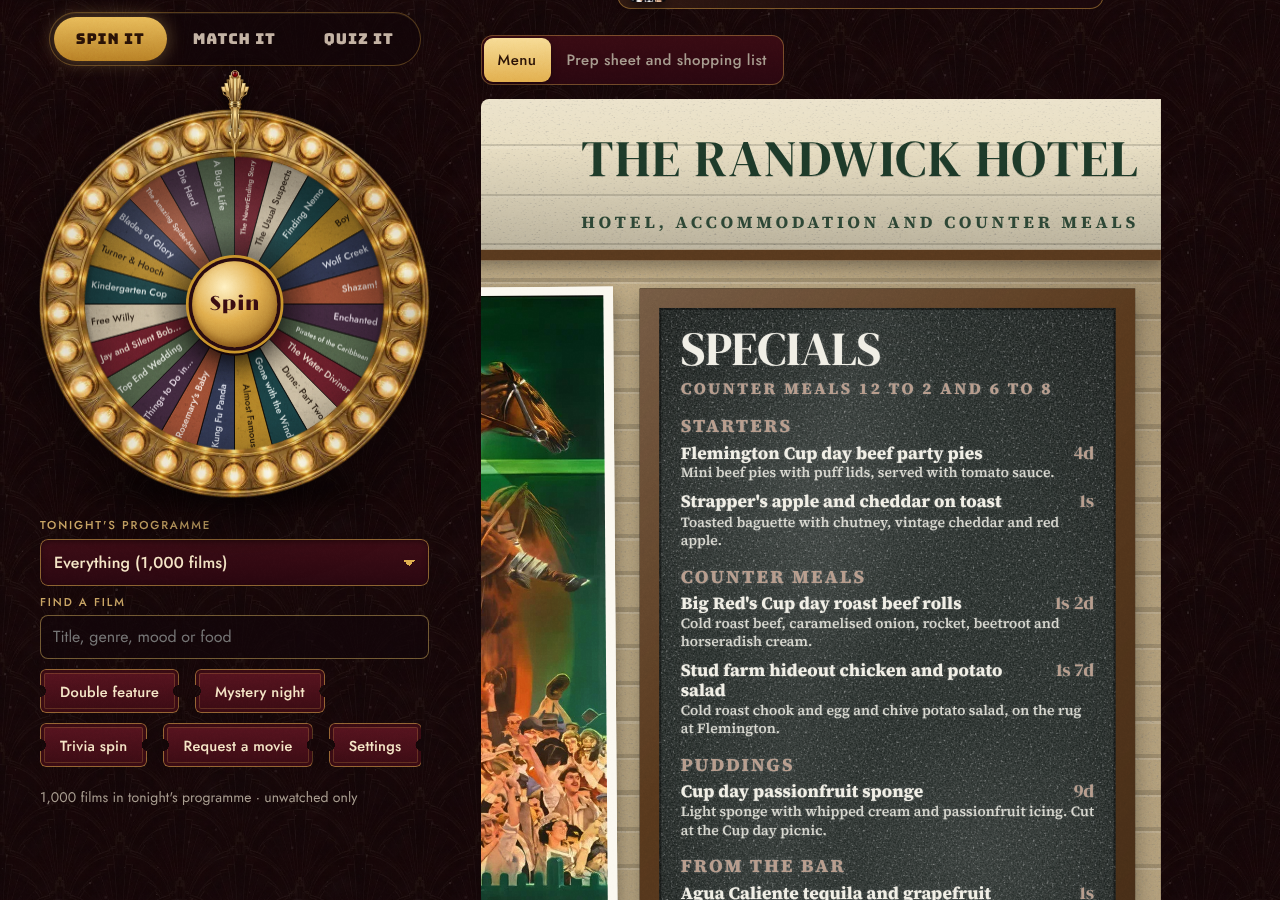 SPIN IT
MATCH IT
QUIZ IT
A Bug's Life
The NeverEnding Story
The Usual Suspects
Finding Nemo
Boy
Wolf Creek
Shazam!
Enchanted
Pirates of the Caribbean
The Water Diviner
Dune: Part Two
Gone with the Wind
Almost Famous
Kung Fu Panda
Rosemary's Baby
Things to Do in...
Top End Wedding
Jay and Silent Bob...
Free Willy
Kindergarten Cop
Turner & Hooch
Blades of Glory
The Amazing Spider-Man
Die Hard
Spin
TONIGHT'S PROGRAMME
Everything (1,000 films)
FIND A FILM
Title, genre, mood or food
Double feature
Mystery night
Trivia spin
Request a movie
Settings
1,000 films in tonight's programme · unwatched only
Menu
Prep sheet and shopping list
THE RANDWICK HOTEL
HOTEL, ACCOMMODATION AND COUNTER MEALS
SPECIALS
COUNTER MEALS 12 TO 2 AND 6 TO 8
STARTERS
Flemington Cup day beef party pies 4d
Mini beef pies with puff lids, served with tomato sauce.
Strapper's apple and cheddar on toast 1s
Toasted baguette with chutney, vintage cheddar and red
apple.
COUNTER MEALS
Big Red's Cup day roast beef rolls 1s 2d
Cold roast beef, caramelised onion, rocket, beetroot and
horseradish cream.
Stud farm hideout chicken and potato 1s 7d
salad
Cold roast chook and egg and chive potato salad, on the rug
at Flemington.
PUDDINGS
Cup day passionfruit sponge 9d
Light sponge with whipped cream and passionfruit icing. Cut
at the Cup day picnic.
FROM THE BAR
Agua Caliente tequila and grapefruit 1s